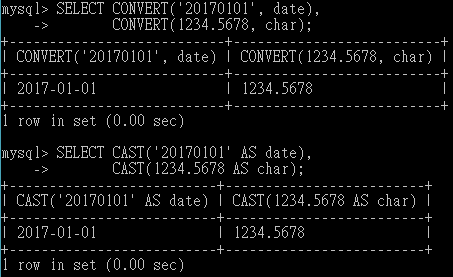 mysql> SELECT CONVERT('20170101', date),
    ->        CONVERT(1234.5678, char);
+---------------------------+--------------------------+
| CONVERT('20170101', date) | CONVERT(1234.5678, char) |
+---------------------------+--------------------------+
| 2017-01-01                | 1234.5678                |
+---------------------------+--------------------------+
1 row in set (0.00 sec)
mysql> SELECT CAST('20170101' AS date),
    ->        CAST(1234.5678 AS char);
+--------------------------+-------------------------+
| CAST('20170101' AS date) | CAST(1234.5678 AS char) |
+--------------------------+-------------------------+
| 2017-01-01               | 1234.5678               |
+--------------------------+-------------------------+
1 row in set (0.00 sec)